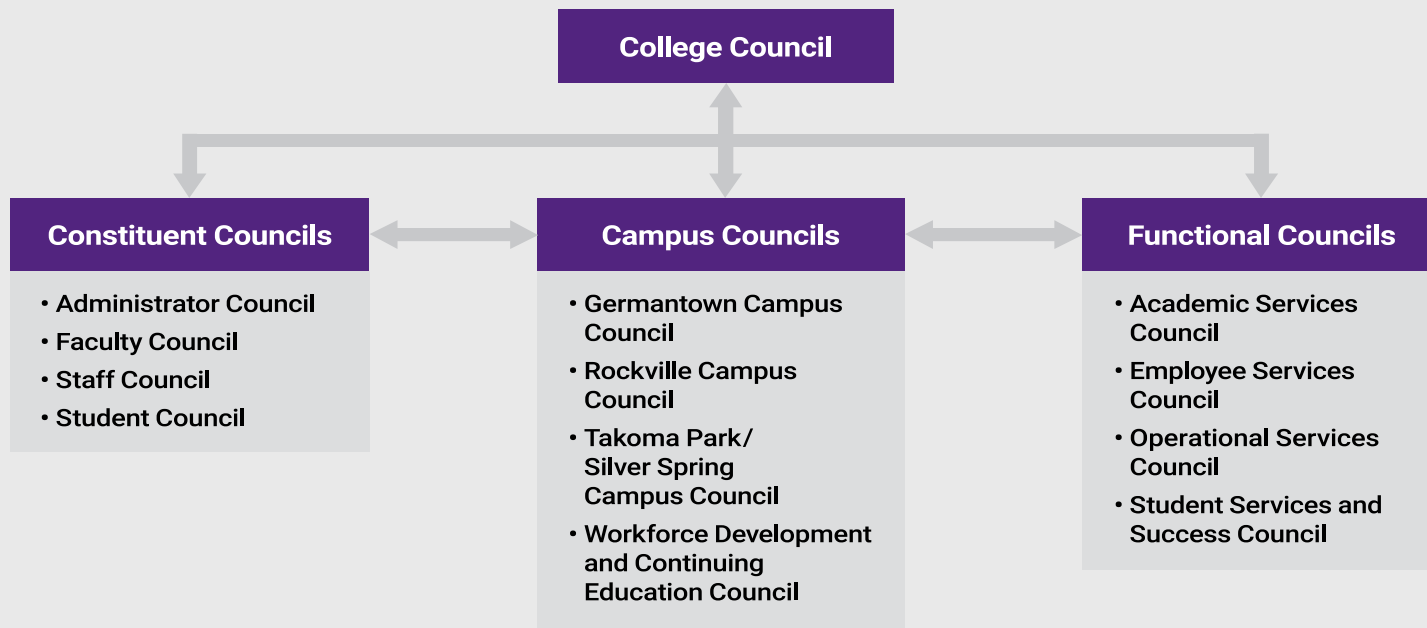 College Council
Constituent Councils
• Administrator Council
• Faculty Council
• Staff Council
• Student Council
Campus Councils
• Germantown Campus
Council
• Rockville Campus
Council
• Takoma Park/
Silver Spring
Campus Council
• Workforce Development
and Continuing
Education Council
Functional Councils
• Academic Services
Council
• Employee Services
Council
• Operational Services
Council
• Student Services and
Success Council